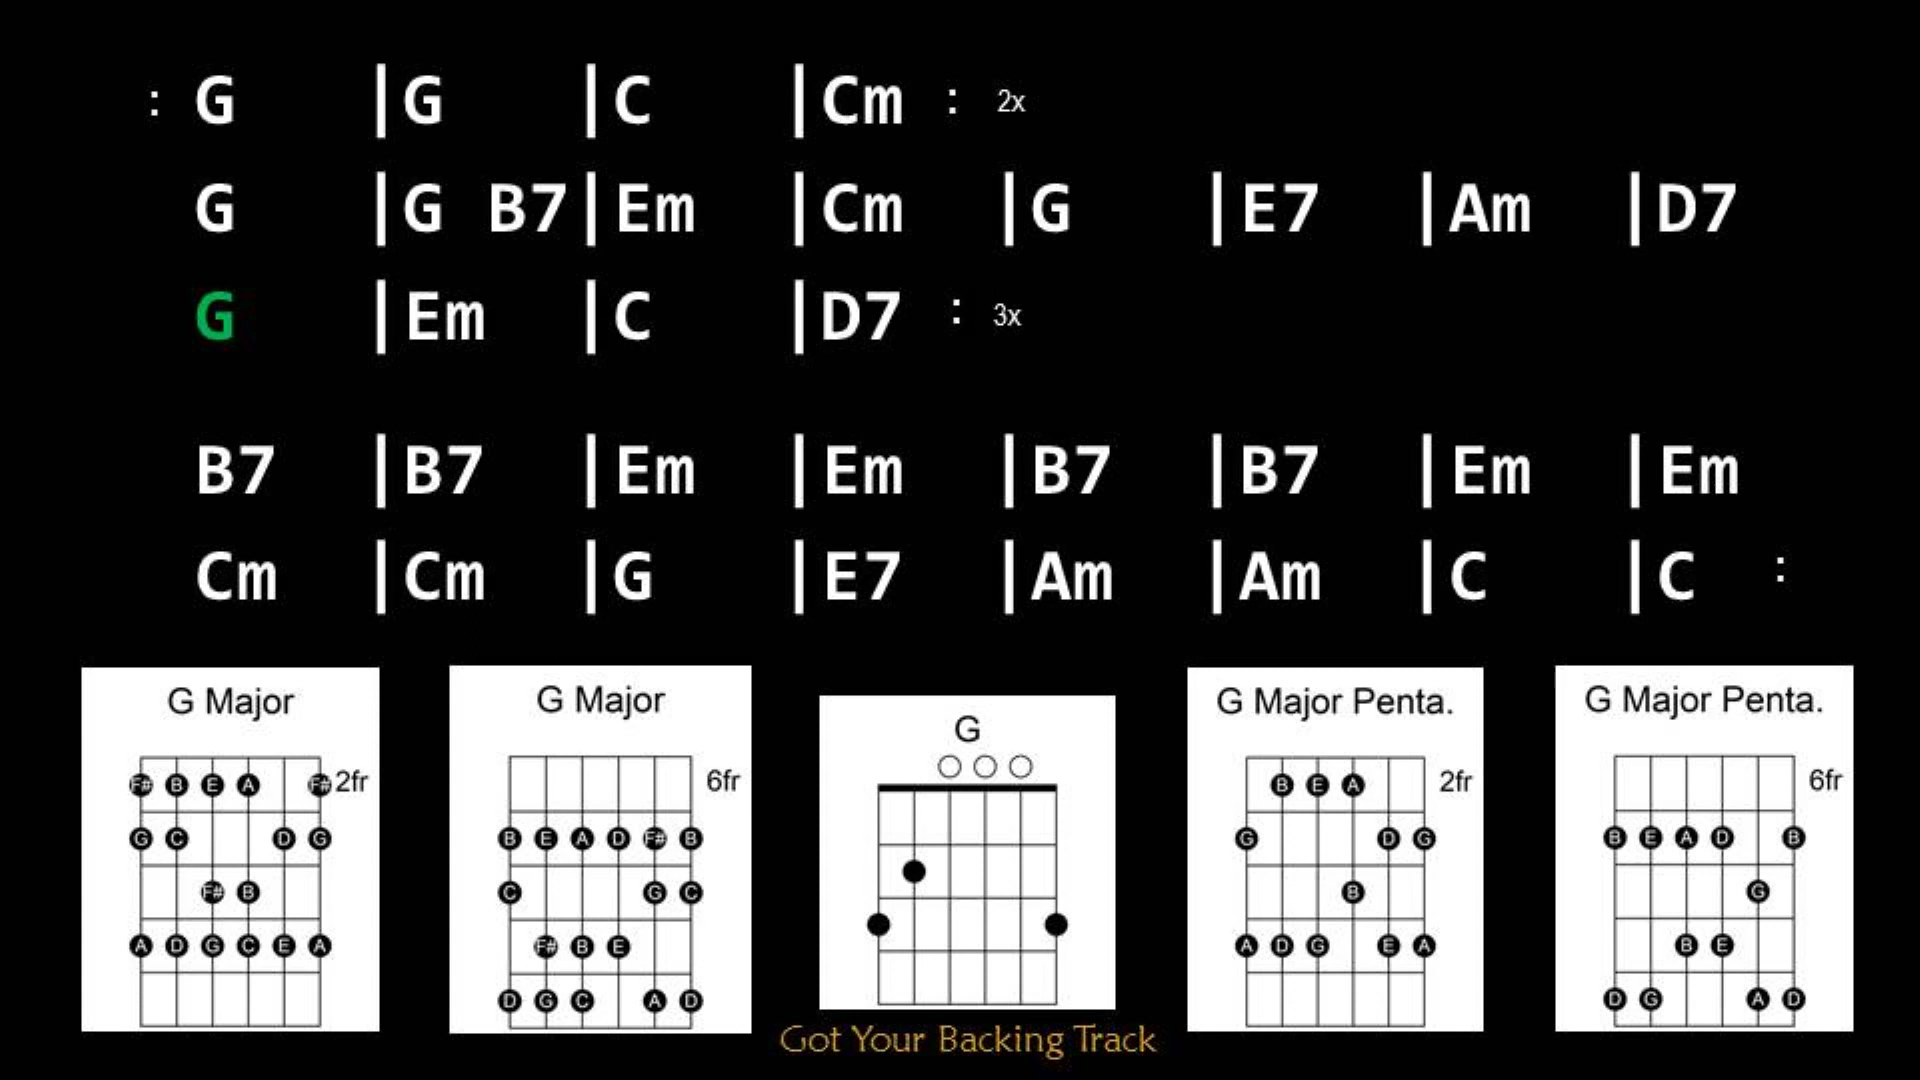 : G |G |C |Cm : 2x
G |G B7|Em |Cm |G |E7 |Am |D7
G |Em |C |D7 : 3x
B7 |B7 |Em |Em |B7 |B7 |Em |Em
Cm |Cm |G |E7 |Am |Am |C |C :
G Major
F# B E A F# 2fr
G C D G
F# B
A D G C E A
G Major
6fr
B E A D F# B
C G C
F# B E
D G C A D
G
G Major Penta.
B E A 2fr
G D G
B
A D G E A
G Major Penta.
6fr
B E A D B
G
B E
D G A D
Got Your Backing Track